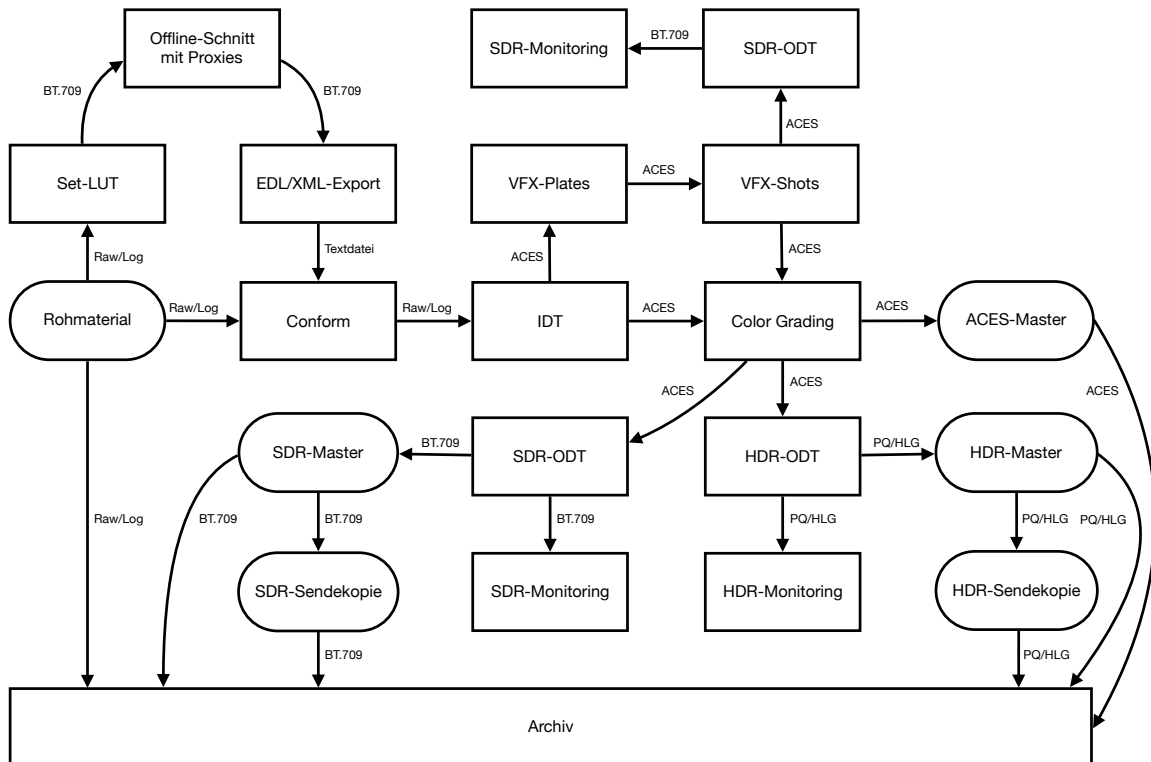 Offline-Schnitt
mit Proxies
SDR-Monitoring
BT.709
SDR-ODT
BT.709
BT.709
ACES
Set-LUT
EDL/XML-Export
VFX-Plates
ACES
VFX-Shots
Raw/Log
Textdatei
ACES
ACES
Rohmaterial
Raw/Log
Conform
Raw/Log
IDT
ACES
Color Grading
ACES
ACES-Master
ACES
ACES
ACES
SDR-Master
BT.709
SDR-ODT
HDR-ODT
PQ/HLG
HDR-Master
Raw/Log
BT.709
BT.709
BT.709
PQ/HLG
PQ/HLG
PQ/HLG
SDR-Sendekopie
SDR-Monitoring
HDR-Monitoring
HDR-Sendekopie
BT.709
PQ/HLG
Archiv